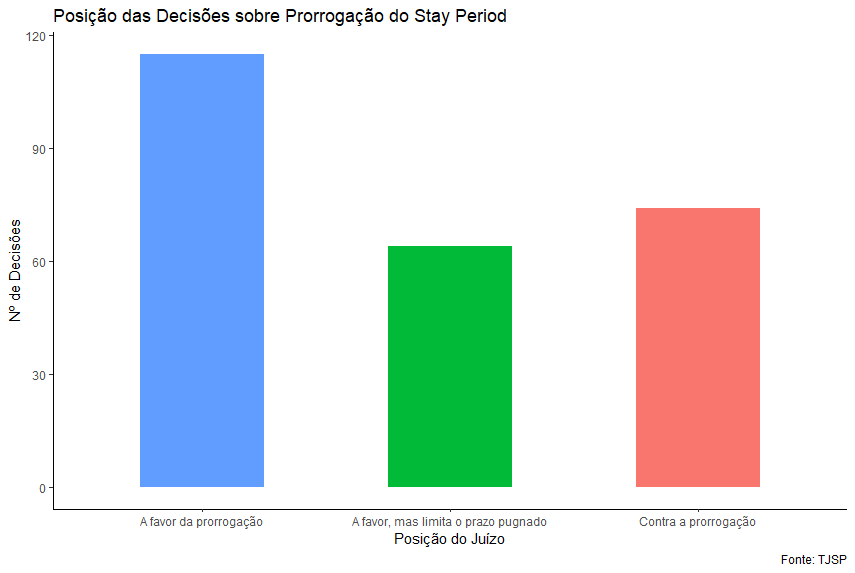 Posição das Decisões sobre Prorrogação do Stay Period
120
90
60
30
0
Nº de Decisões
A favor da prorrogação
A favor, mas limita o prazo pugnado
Contra a prorrogação
Posição do Juízo
Fonte: TJSP